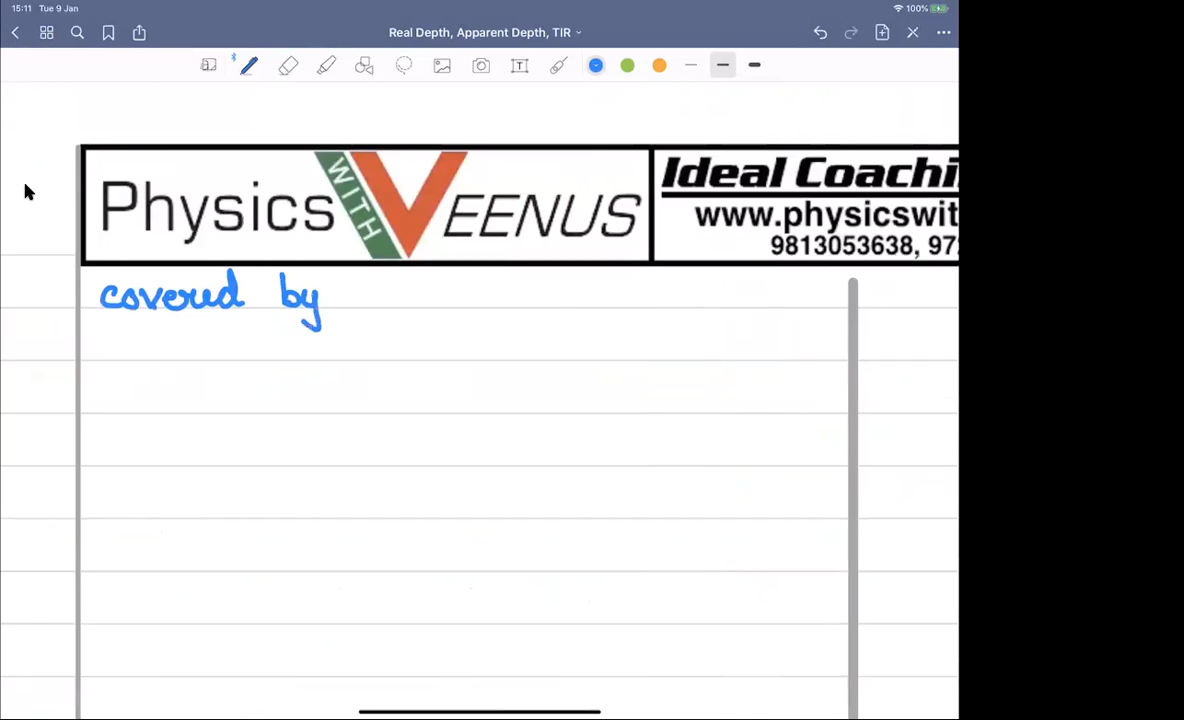 15:11 Tue 9 Jan
100%
Real Depth, Apparent Depth, TIR
Physics WITH VEENUS
Ideal Coachi
www.physicswit
9813053638, 972
covered by